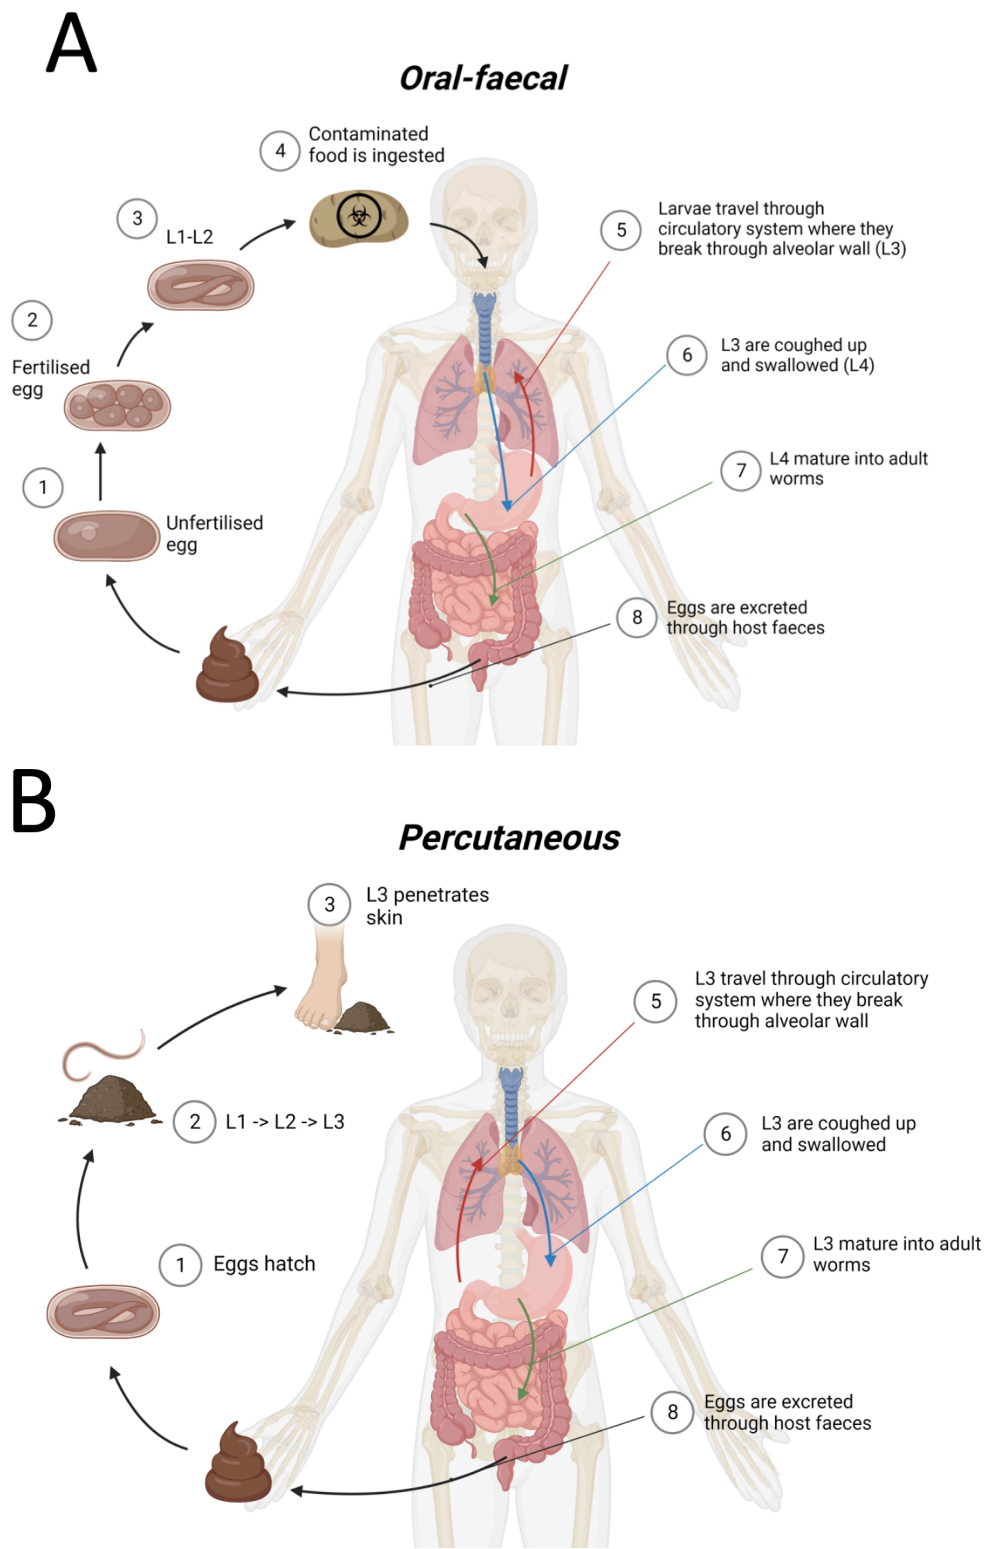 A
Oral-faecal
4
Contaminated
food is ingested
3
L1-L2
5
Larvae travel through
circulatory system where they
break through alveolar wall (L3)
2
Fertilised
egg
6
L3 are coughed up
and swallowed (L4)
1
Unfertilised
egg
7
L4 mature into adult
worms
8
Eggs are excreted
through host faeces
B
Percutaneous
3
L3 penetrates
skin
5
L3 travel through circulatory
system where they break
through alveolar wall
2
L1 -> L2 -> L3
6
L3 are coughed up
and swallowed
1
Eggs hatch
7
L3 mature into adult
worms
8
Eggs are excreted
through host faeces